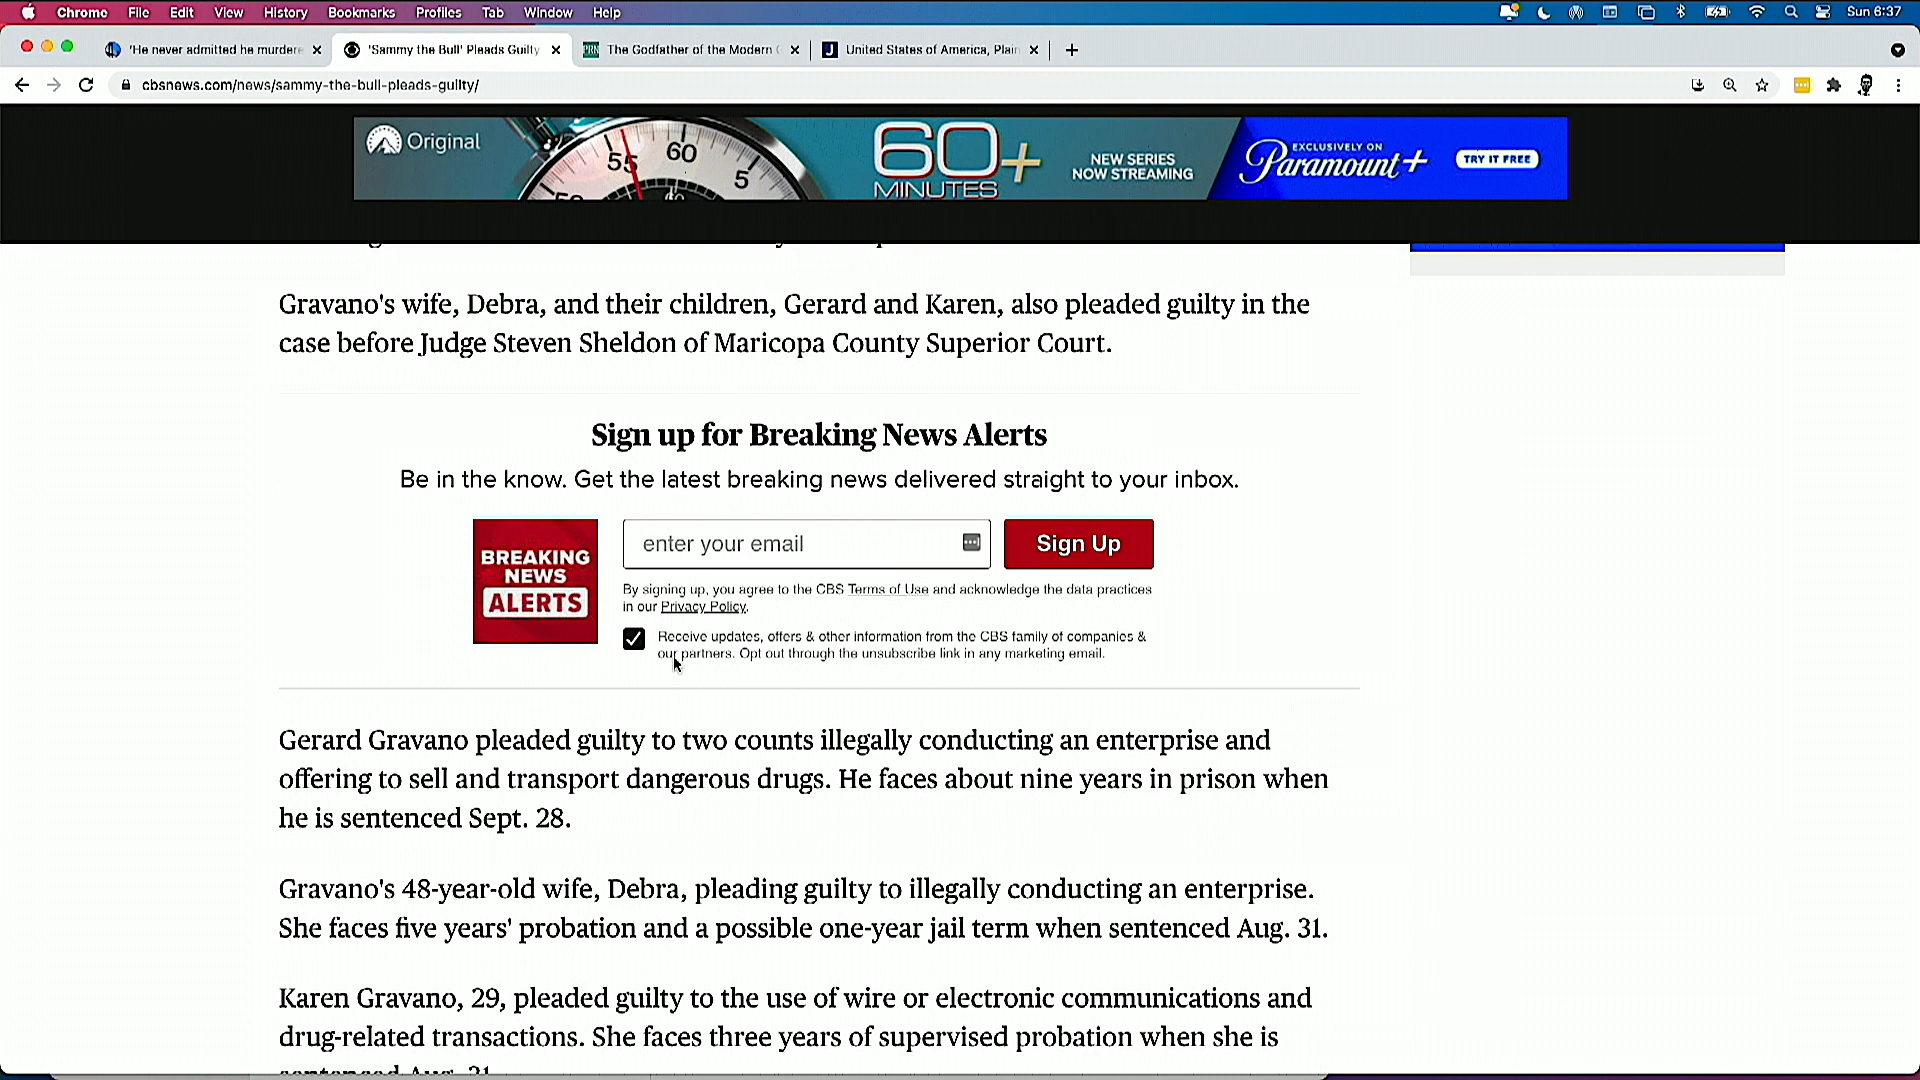 Chrome File Edit View History Bookmarks Profiles Tab Window Help Sun 6:37
'He never admitted he murdere 'Sammy the Bull' Pleads Guilty PRN The Godfather of the Modern J United States of America, Plain
cbsnews.com/news/sammy-the-bull-pleads-guilty/
Original
55 60 5
60 MINUTES+
NEW SERIES
NOW STREAMING
EXCLUSIVELY ON
Paramount+
TRY IT FREE
Gravano's wife, Debra, and their children, Gerard and Karen, also pleaded guilty in the
case before Judge Steven Sheldon of Maricopa County Superior Court.
Sign up for Breaking News Alerts
Be in the know. Get the latest breaking news delivered straight to your inbox.
BREAKING
NEWS
ALERTS
enter your email
Sign Up
By signing up, you agree to the CBS Terms of Use and acknowledge the data practices
in our Privacy Policy.
Receive updates, offers & other information from the CBS family of companies &
our partners. Opt out through the unsubscribe link in any marketing email.
Gerard Gravano pleaded guilty to two counts illegally conducting an enterprise and
offering to sell and transport dangerous drugs. He faces about nine years in prison when
he is sentenced Sept. 28.
Gravano's 48-year-old wife, Debra, pleading guilty to illegally conducting an enterprise.
She faces five years' probation and a possible one-year jail term when sentenced Aug. 31.
Karen Gravano, 29, pleaded guilty to the use of wire or electronic communications and
drug-related transactions. She faces three years of supervised probation when she is
sentenced Aug. 31